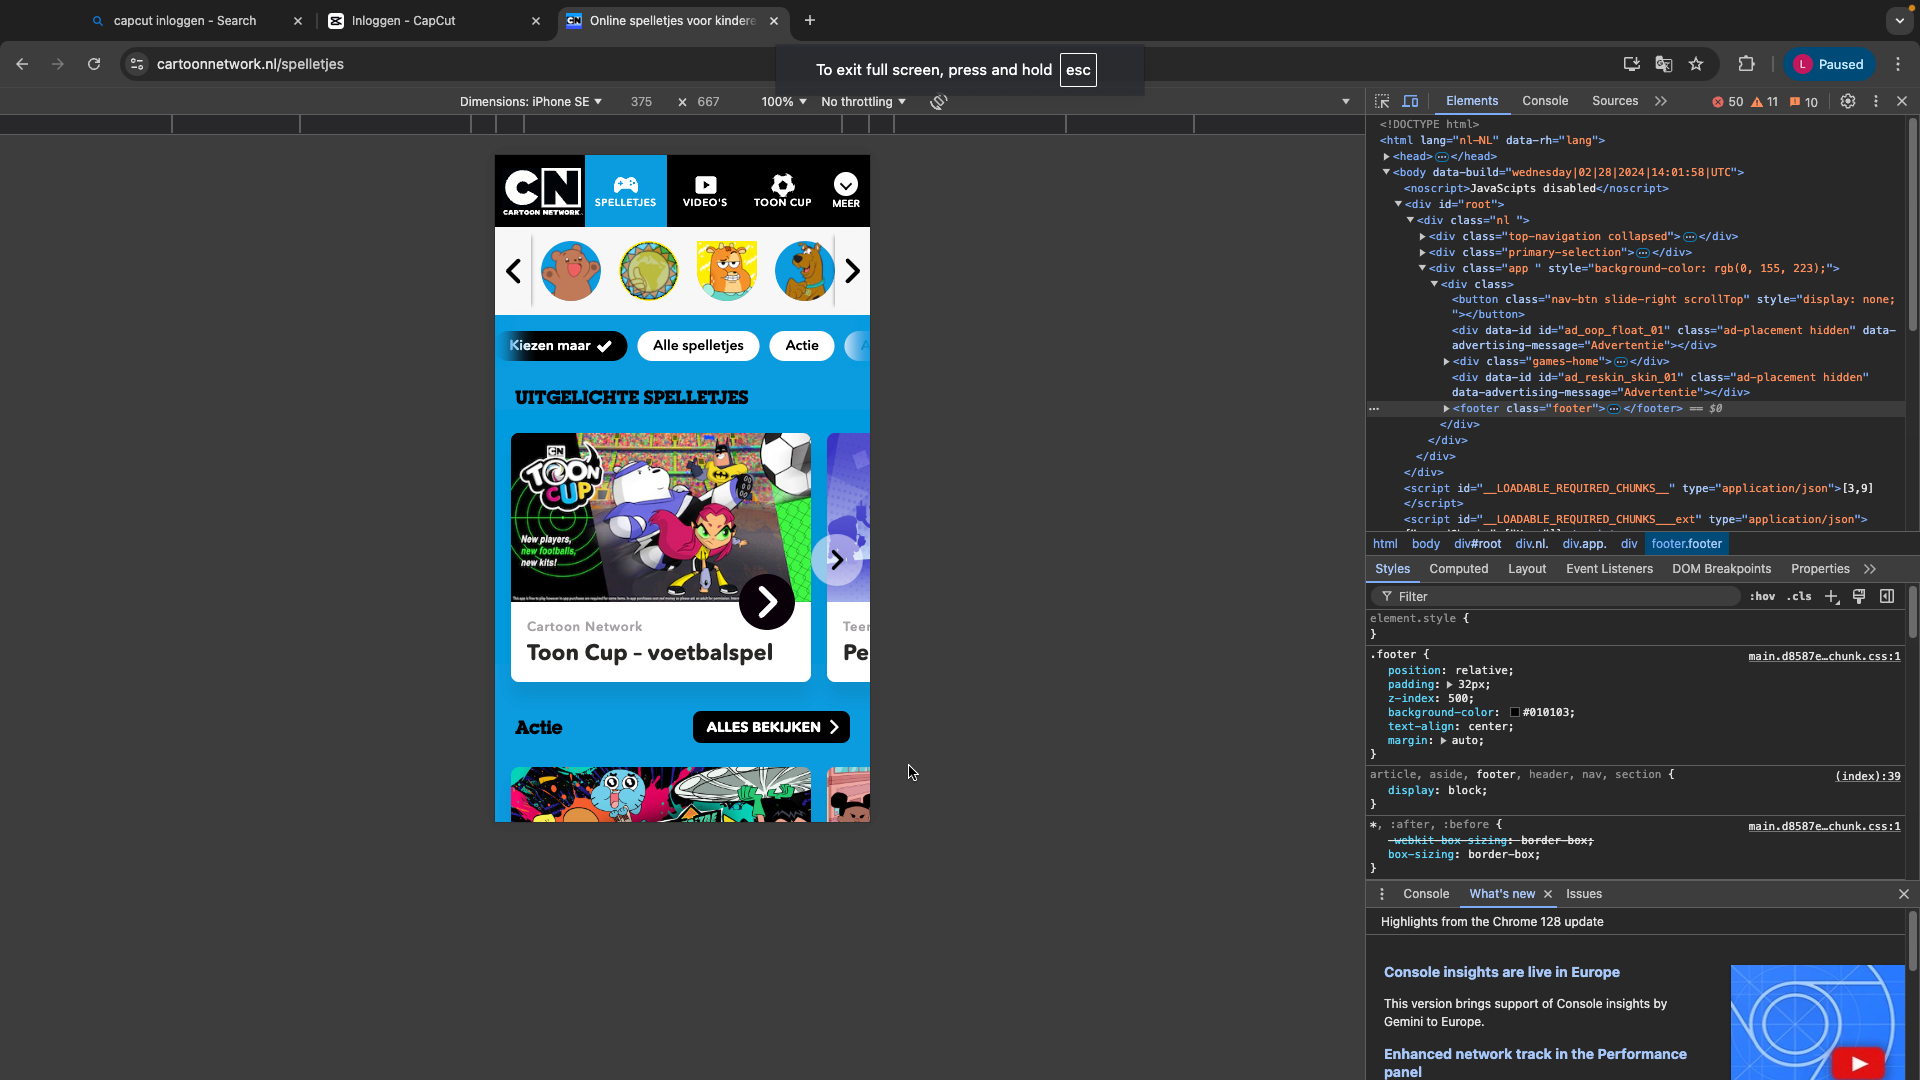 capcut inloggen - Search
Inloggen - CapCut
Online spelletjes voor kindere
cartoonnetwork.nl/spelletjes
To exit full screen, press and hold esc
L Paused
Dimensions: iPhone SE 375 × 667 100% No throttling
Elements Console Sources 50 11 10
<!DOCTYPE html>
<html lang="nl-NL" data-rh="lang">
<head> </head>
<body data-build="wednesday|02|28|2024|14:01:58|UTC">
<noscript>JavaScipts disabled</noscript>
<div id="root">
<div class="nl ">
<div class="top-navigation collapsed"> </div>
<div class="primary-selection"> </div>
<div class="app " style="background-color: rgb(0, 155, 223);">
<div class>
<button class="nav-btn slide-right scrollTop" style="display: none;
"></button>
<div data-id id="ad_oop_float_01" class="ad-placement hidden" data-
advertising-message="Advertentie"></div>
<div class="games-home"> </div>
<div data-id id="ad_reskin_skin_01" class="ad-placement hidden"
data-advertising-message="Advertentie"></div>
<footer class="footer"> </footer> == $0
</div>
</div>
</div>
</div>
<script id="__LOADABLE_REQUIRED_CHUNKS__" type="application/json">[3,9]
</script>
<script id="__LOADABLE_REQUIRED_CHUNKS___ext" type="application/json">
html body div#root div.nl. div.app. div footer.footer
Styles Computed Layout Event Listeners DOM Breakpoints Properties
Filter :hov .cls
element.style {
}
.footer { main.d8587e…chunk.css:1
position: relative;
padding: 32px;
z-index: 500;
background-color: #010103;
text-align: center;
margin: auto;
}
article, aside, footer, header, nav, section { (index):39
display: block;
}
*, :after, :before { main.d8587e…chunk.css:1
-webkit-box-sizing: border-box;
box-sizing: border-box;
}
Console What's new Issues
Highlights from the Chrome 128 update
Console insights are live in Europe
This version brings support of Console insights by
Gemini to Europe.
Enhanced network track in the Performance
panel
CN
CARTOON NETWORK.
SPELLETJES
VIDEO'S
TOON CUP
MEER
Kiezen maar
Alle spelletjes
Actie
UITGELICHTE SPELLETJES
CN
TOON
CUP
New players,
new footballs,
new kits!
Cartoon Network
Toon Cup – voetbalspel
Teen
Pe
Actie
ALLES BEKIJKEN